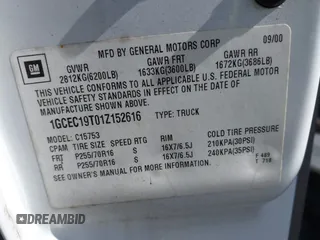 GM
MFD BY GENERAL MOTORS CORP 09/00
GVWR GAWR FRT GAWR RR
2812KG(6200LB) 1633KG(3600LB) 1672KG(3686LB)
THIS VEHICLE CONFORMS TO ALL APPLICABLE U.S. FEDERAL
MOTOR VEHICLE SAFETY STANDARDS IN EFFECT ON
THE DATE OF MANUFACTURE SHOWN ABOVE.
1GCEC19T01Z152616 TYPE: TRUCK
MODEL: C15753
CPAM TIRE SIZE SPEED RTG RIM COLD TIRE PRESSURE
FRT P255/70R16 S 16X7/6.5J 210KPA(30PSI)
RR P255/70R16 S 16X7/6.5J 240KPA(35PSI)
SEE OWNER'S MANUAL FOR MORE INFORMATION.
DREAMBID